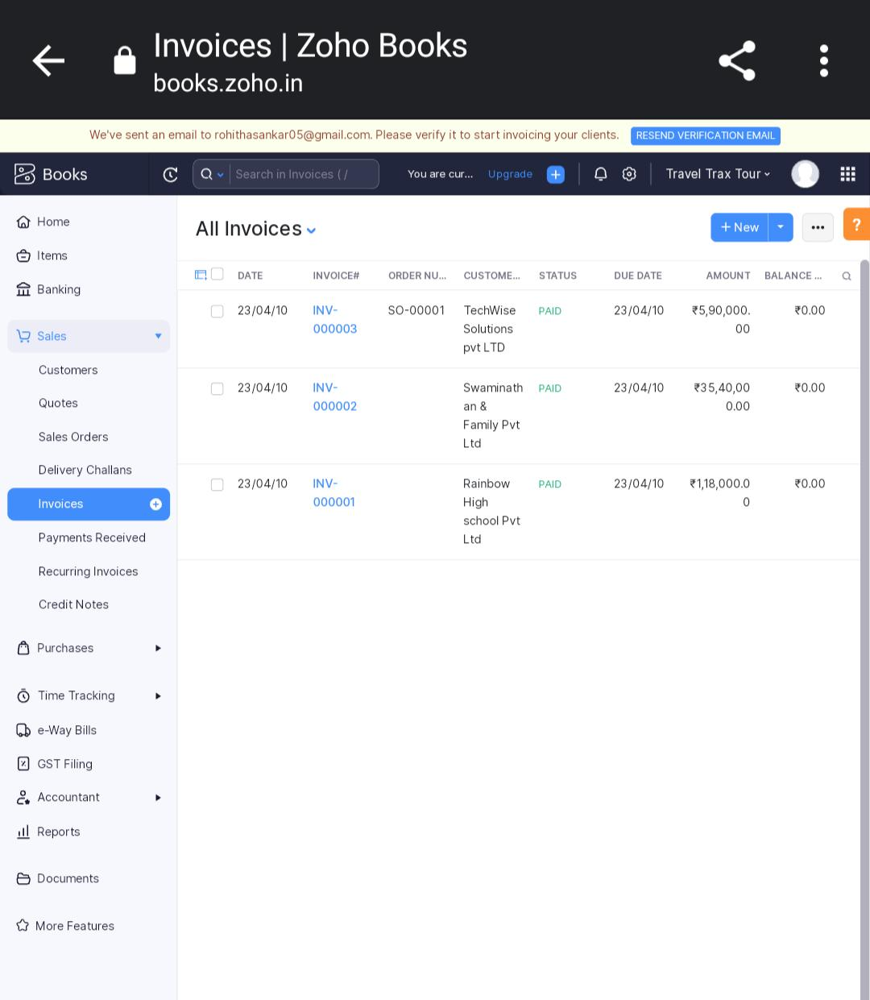 Invoices | Zoho Books
books.zoho.in
We've sent an email to rohithasankar05@gmail.com. Please verify it to start invoicing your clients. RESEND VERIFICATION EMAIL
Books
Search in Invoices ( /
You are cur...
Upgrade
Travel Trax Tour
Home
Items
Banking
Sales
Customers
Quotes
Sales Orders
Delivery Challans
Invoices
Payments Received
Recurring Invoices
Credit Notes
Purchases
Time Tracking
e-Way Bills
GST Filing
Accountant
Reports
Documents
More Features
All Invoices
+ New
?
DATE INVOICE# ORDER NU... CUSTOME... STATUS DUE DATE AMOUNT BALANCE ...
23/04/10 INV- SO-00001 TechWise PAID 23/04/10 ₹5,90,000. ₹0.00
000003 Solutions 00
pvt LTD
23/04/10 INV- Swaminath PAID 23/04/10 ₹35,40,00 ₹0.00
000002 an & 0.00
Family Pvt
Ltd
23/04/10 INV- Rainbow PAID 23/04/10 ₹1,18,000.0 ₹0.00
000001 High 0
school Pvt
Ltd